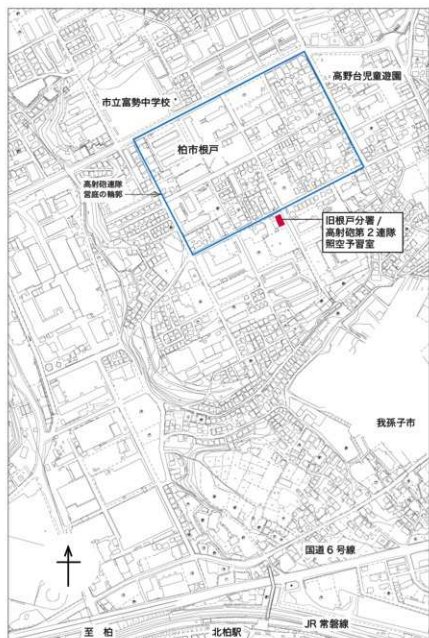 高野台児童遊園
市立富勢中学校
柏市根戸
高射砲連隊
営庭の輪郭
旧根戸分署 /
高射砲第2連隊
照空予習室
我孫子市
国道6号線
JR常磐線
至 柏
北柏駅